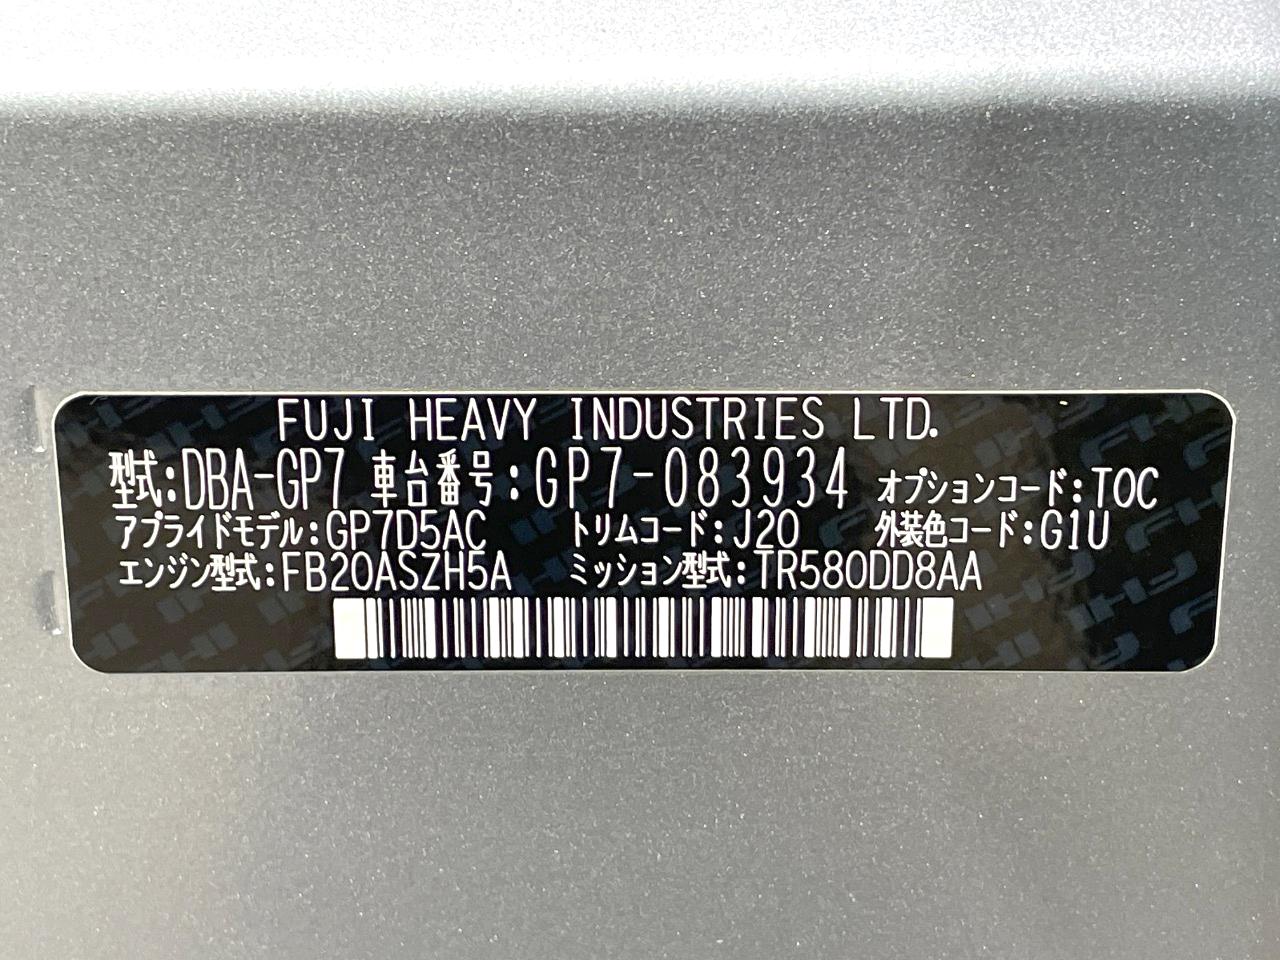 FUJI HEAVY INDUSTRIES LTD.
型式:DBA-GP7 車台番号:GP7-083934 オプションコード:TOC
アプライドモデル:GP7D5AC トリムコード:J20 外装色コード:G1U
エンジン型式:FB20ASZH5A ミッション型式:TR580DD8AA